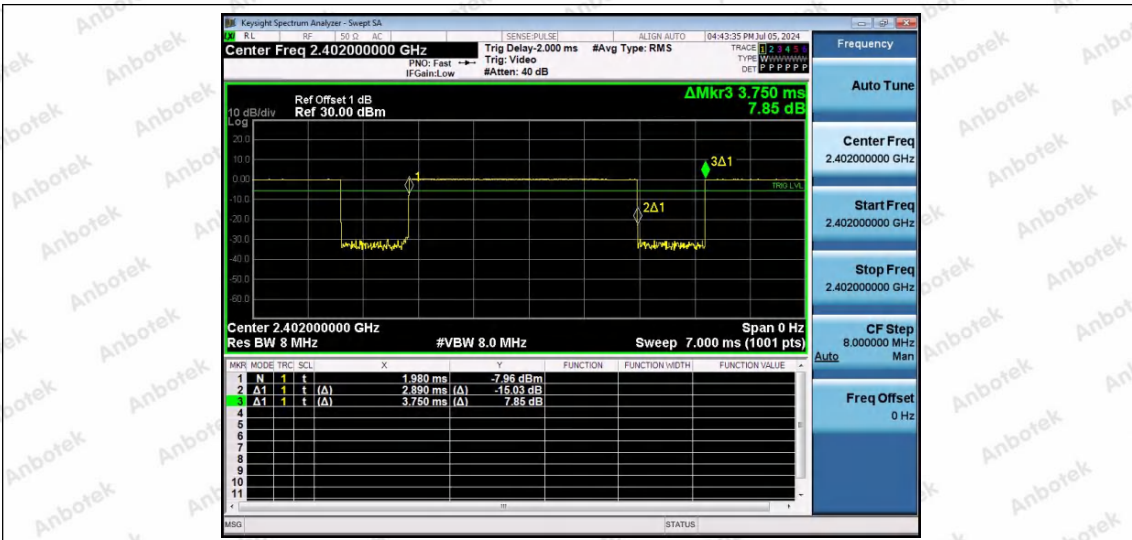 Keysight Spectrum Analyzer - Swept SA
RL RF 50 Ω AC SENSE:PULSE ALIGN AUTO 04:43:35 PM Jul 05, 2024
Center Freq 2.402000000 GHz
PNO: Fast
IFGain:Low
Trig Delay-2.000 ms
Trig: Video
#Atten: 40 dB
#Avg Type: RMS
TRACE 1 2 3 4 5 6
TYPE WWWWWW
DET P P P P P P
ΔMkr3 3.750 ms
7.85 dB
Ref Offset 1 dB
10 dB/div Ref 30.00 dBm
Log
20.0
10.0
0.00
-10.0
-20.0
-30.0
-40.0
-50.0
-60.0
1
2Δ1
3Δ1
TRIG LVL
Center 2.402000000 GHz Span 0 Hz
Res BW 8 MHz #VBW 8.0 MHz Sweep 7.000 ms (1001 pts)
MKR MODE TRC SCL X Y FUNCTION FUNCTION WIDTH FUNCTION VALUE
1 N 1 t 1.980 ms -7.96 dBm
2 Δ1 1 t (Δ) 2.890 ms (Δ) -15.03 dB
3 Δ1 1 t (Δ) 3.750 ms (Δ) 7.85 dB
4
5
6
7
8
9
10
11
MSG STATUS
Frequency
Auto Tune
Center Freq
2.402000000 GHz
Start Freq
2.402000000 GHz
Stop Freq
2.402000000 GHz
CF Step
8.000000 MHz
Auto Man
Freq Offset
0 Hz
Anbotek